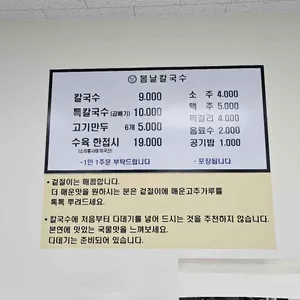 봄날칼국수
칼국수 9.000
특칼국수(곱빼기) 10.000
고기만두 6개 5.000
수육 한접시 19.000
소주 4.000
맥주 5.000
막걸리 4.000
음료수 2.000
공기밥 1.000
-1인 1주문 부탁드립니다
· 포장됩니다.
• 겉절이는 매콤합니다.
더 매운맛을 원하시는 분은 겉절이에 매운고추가루를
톡톡 뿌려드세요.
• 칼국수에 처음부터 다데기를 넣어 드시는 것을 추천하지 않습니다.
본연에 맛있는 국물맛을 느껴보세요.
다데기는 준비되어 있습니다.